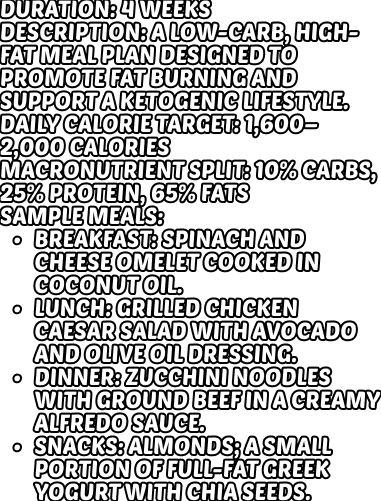 DURATION: 4 WEEKS
DESCRIPTION: A LOW-CARB, HIGH-
FAT MEAL PLAN DESIGNED TO
PROMOTE FAT BURNING AND
SUPPORT A KETOGENIC LIFESTYLE.
DAILY CALORIE TARGET: 1,600–
2,000 CALORIES
MACRONUTRIENT SPLIT: 10% CARBS,
25% PROTEIN, 65% FATS
SAMPLE MEALS:
• BREAKFAST: SPINACH AND
CHEESE OMELET COOKED IN
COCONUT OIL.
• LUNCH: GRILLED CHICKEN
CAESAR SALAD WITH AVOCADO
AND OLIVE OIL DRESSING.
• DINNER: ZUCCHINI NOODLES
WITH GROUND BEEF IN A CREAMY
ALFREDO SAUCE.
• SNACKS: ALMONDS; A SMALL
PORTION OF FULL-FAT GREEK
YOGURT WITH CHIA SEEDS.